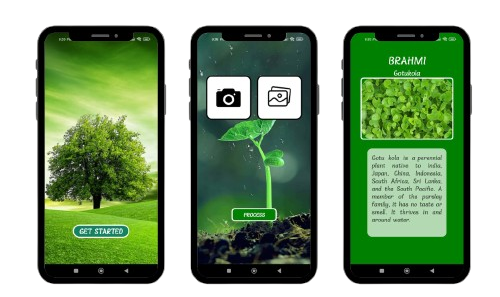 GET STARTED
PROCESS
BRAHMI
Gotukola
Gotu kola is a perennial
plant native to India,
Japan, China, Indonesia,
South Africa, Sri Lanka,
and the South Pacific. A
member of the parsley
family, it has no taste or
smell. It thrives in and
around water.